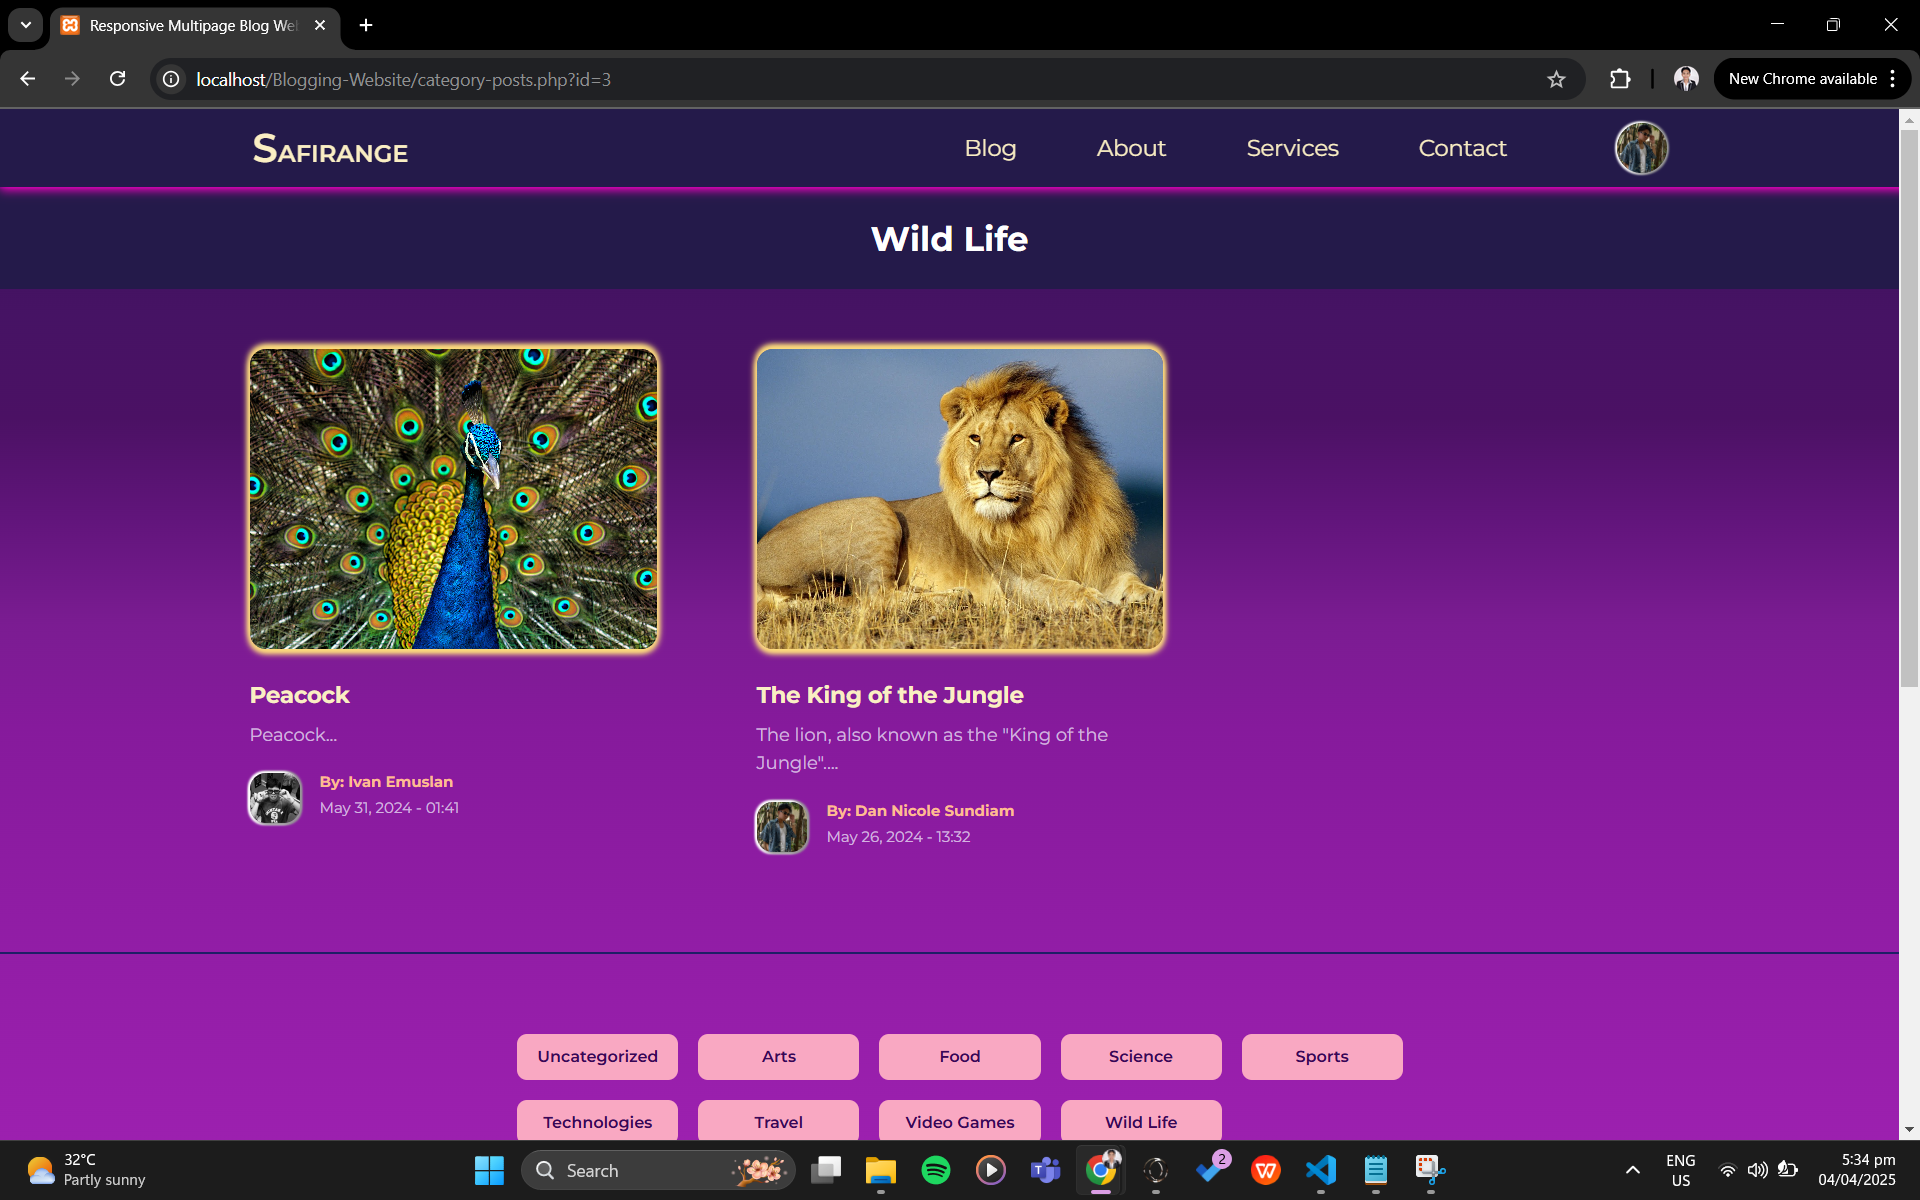 Responsive Multipage Blog Wel
localhost/Blogging-Website/category-posts.php?id=3
New Chrome available
SAFIRANGE
Blog
About
Services
Contact
Wild Life
Peacock
Peacock...
By: Ivan Emuslan
May 31, 2024 - 01:41
The King of the Jungle
The lion, also known as the "King of the
Jungle"....
By: Dan Nicole Sundiam
May 26, 2024 - 13:32
Uncategorized
Arts
Food
Science
Sports
Technologies
Travel
Video Games
Wild Life
32°C
Partly sunny
Search
2
ENG
US
5:34 pm
04/04/2025